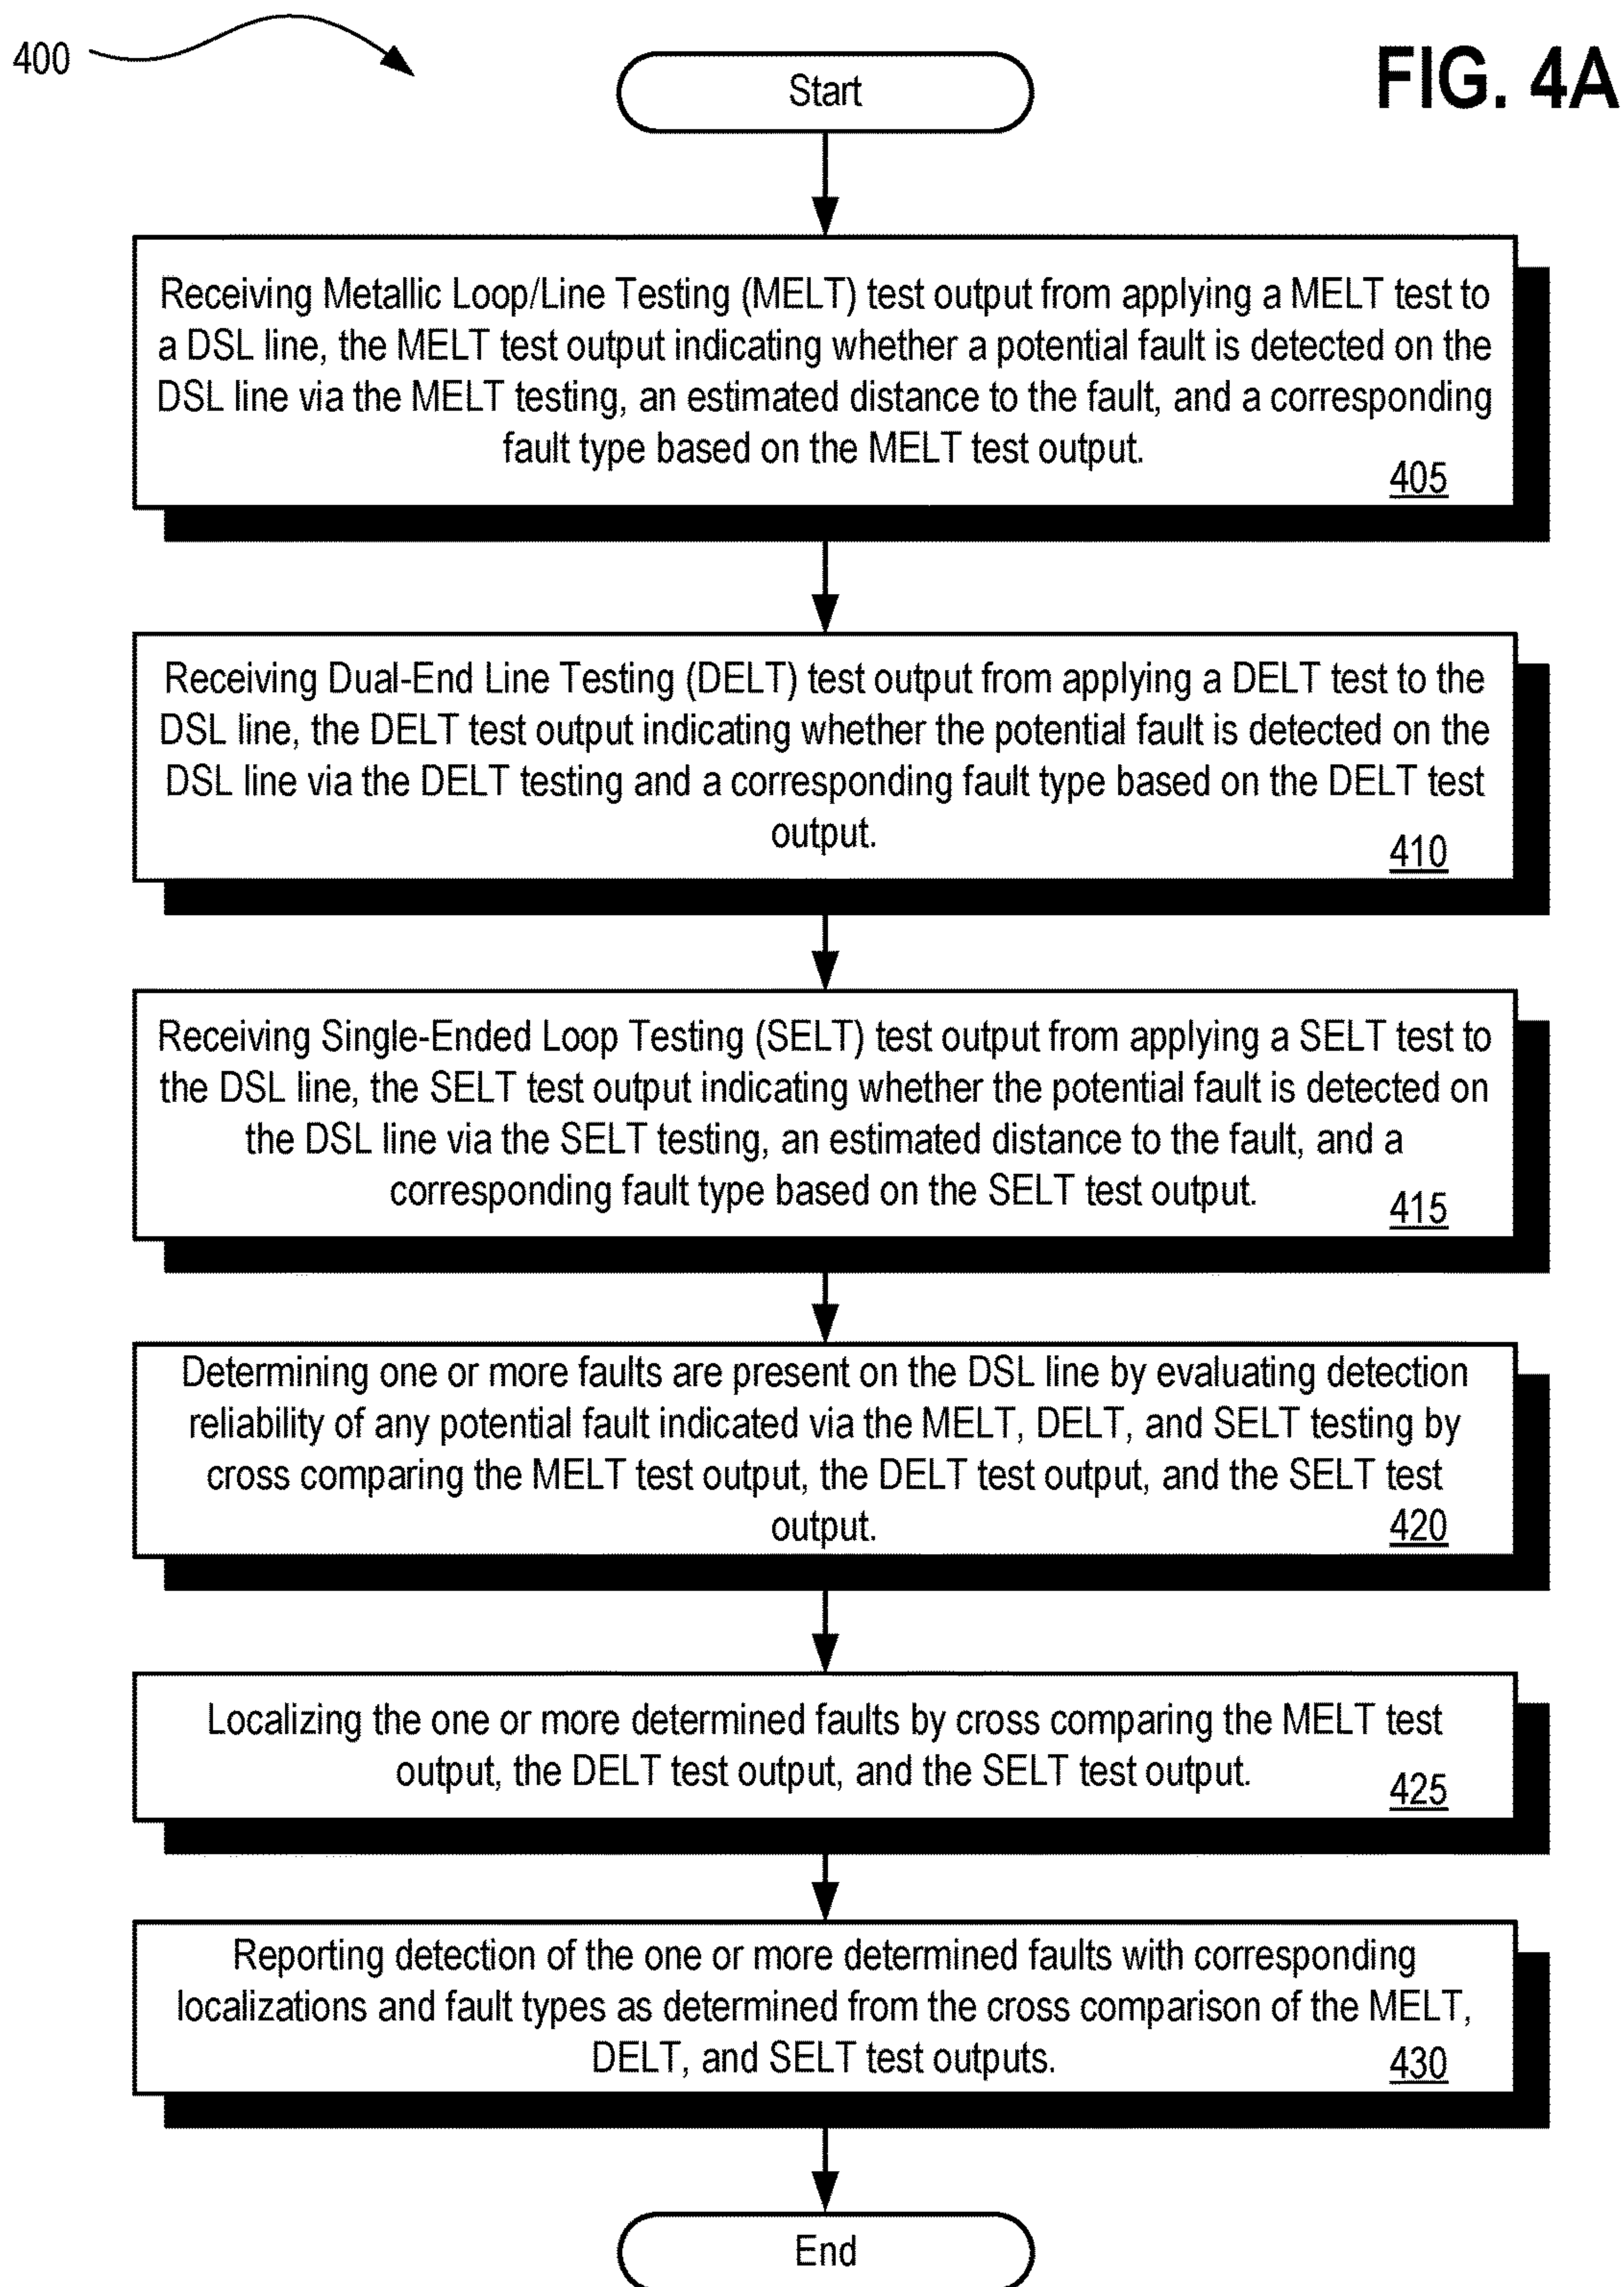 400
FIG. 4A
Start
Receiving Metallic Loop/Line Testing (MELT) test output from applying a MELT test to
a DSL line, the MELT test output indicating whether a potential fault is detected on the
DSL line via the MELT testing, an estimated distance to the fault, and a corresponding
fault type based on the MELT test output.
405
Receiving Dual-End Line Testing (DELT) test output from applying a DELT test to the
DSL line, the DELT test output indicating whether the potential fault is detected on the
DSL line via the DELT testing and a corresponding fault type based on the DELT test
output.
410
Receiving Single-Ended Loop Testing (SELT) test output from applying a SELT test to
the DSL line, the SELT test output indicating whether the potential fault is detected on
the DSL line via the SELT testing, an estimated distance to the fault, and a
corresponding fault type based on the SELT test output.
415
Determining one or more faults are present on the DSL line by evaluating detection
reliability of any potential fault indicated via the MELT, DELT, and SELT testing by
cross comparing the MELT test output, the DELT test output, and the SELT test
output.
420
Localizing the one or more determined faults by cross comparing the MELT test
output, the DELT test output, and the SELT test output.
425
Reporting detection of the one or more determined faults with corresponding
localizations and fault types as determined from the cross comparison of the MELT,
DELT, and SELT test outputs.
430
End